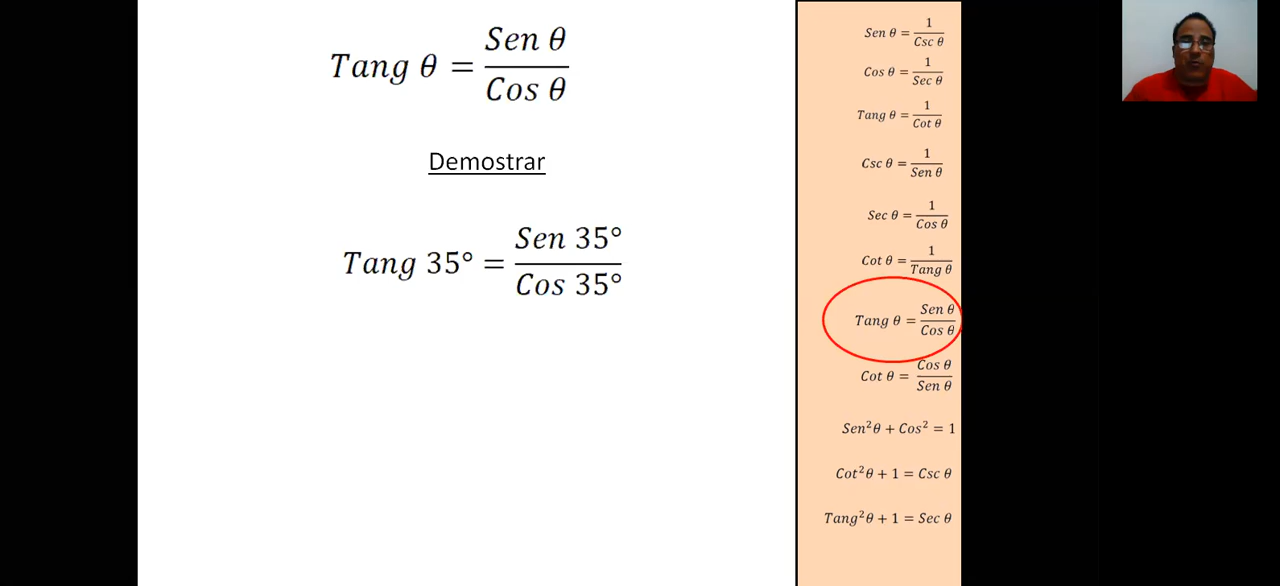 Tang θ = Sen θ / Cos θ
Demostrar
Tang 35° = Sen 35° / Cos 35°
Sen θ = 1 / Csc θ
Cos θ = 1 / Sec θ
Tang θ = 1 / Cot θ
Csc θ = 1 / Sen θ
Sec θ = 1 / Cos θ
Cot θ = 1 / Tang θ
Tang θ = Sen θ / Cos θ
Cot θ = Cos θ / Sen θ
Sen²θ + Cos² = 1
Cot²θ + 1 = Csc θ
Tang²θ + 1 = Sec θ